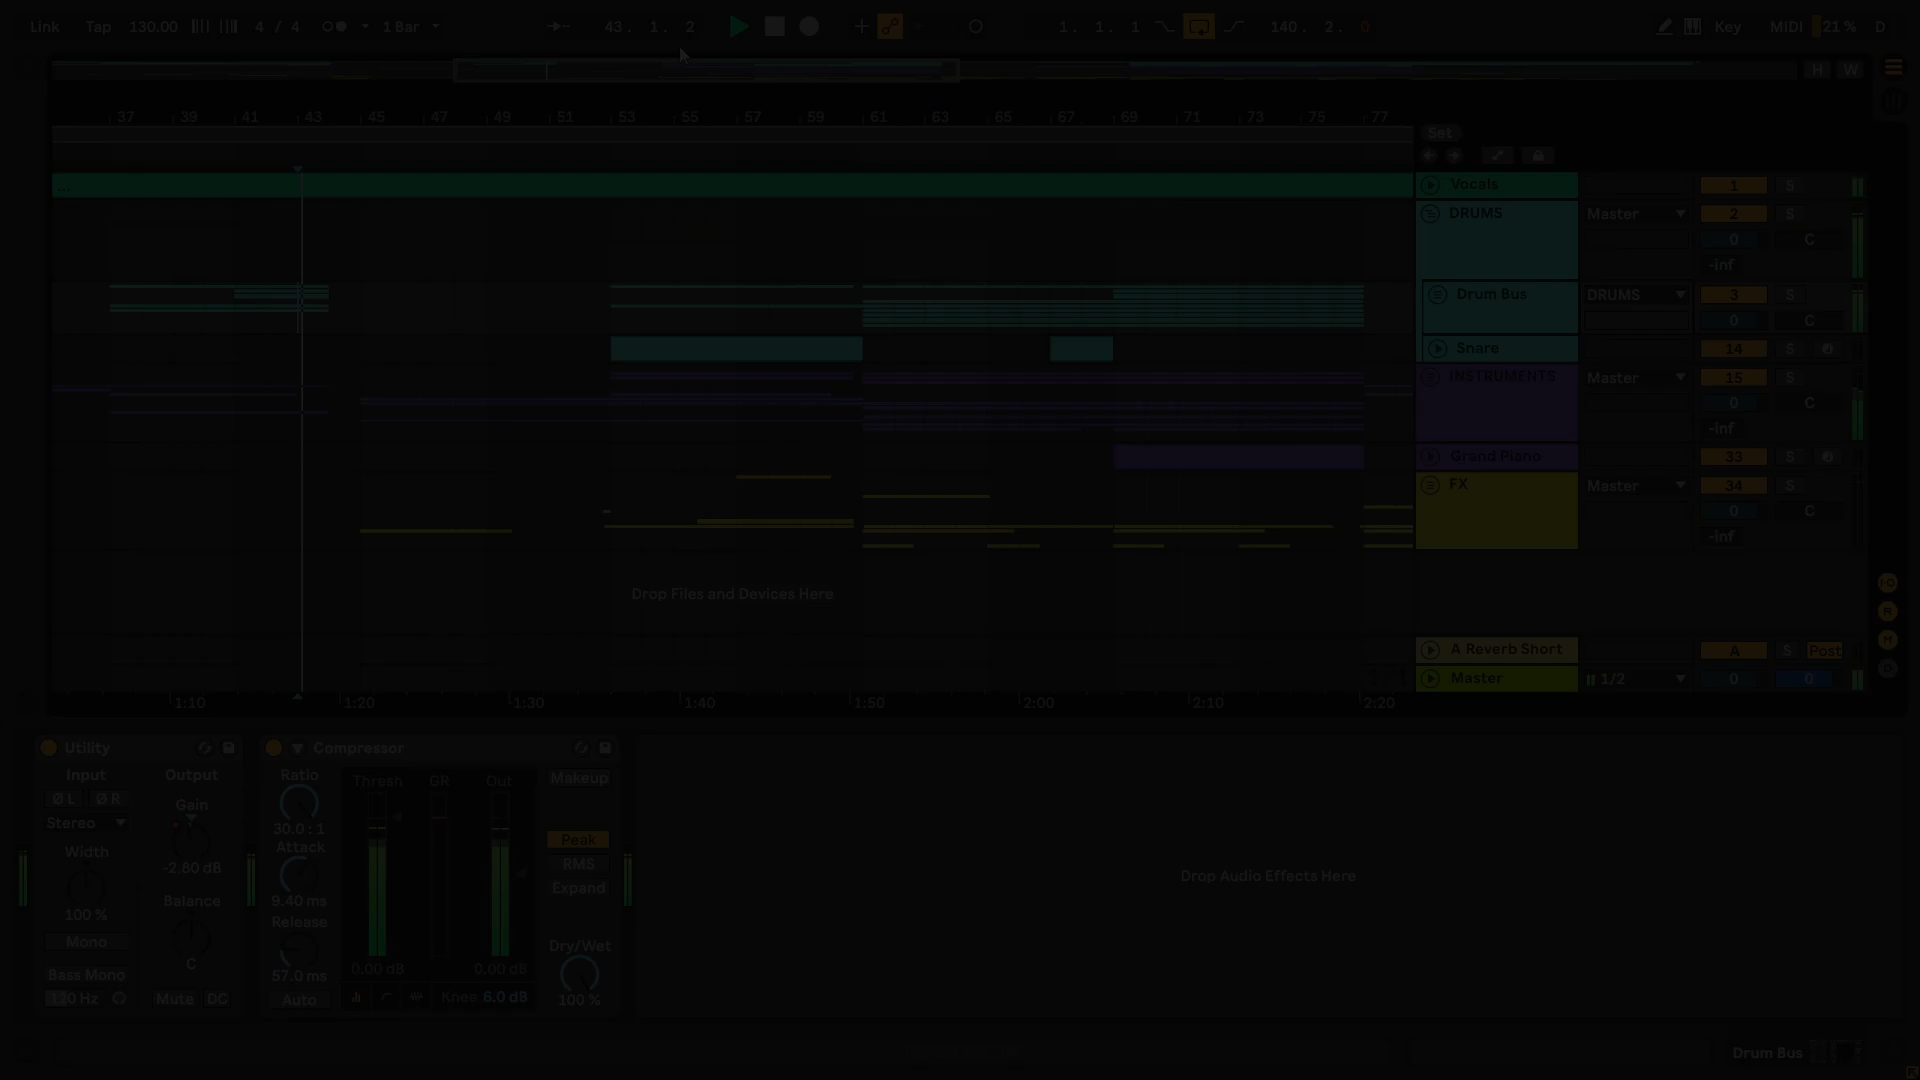 Link Tap 130.00 4 / 4 1 Bar 43. 1. 2 1. 1. 1 140. 2. 0 Key MIDI 21 % D
H W
37 39 41 43 45 47 49 51 53 55 57 59 61 63 65 67 69 71 73 75 77
Set
... Vocals 1 S
DRUMS Master 2 S
0 C
-inf
Drum Bus DRUMS 3 S
0 C
Snare 14 S
INSTRUMENTS Master 15 S
0 C
-inf
Grand Piano 33 S
FX Master 34 S
0 C
-inf
Drop Files and Devices Here
I-O
R
M
D
A Reverb Short A S Post
Master 1/2 0 0
1:10 1:20 1:30 1:40 1:50 2:00 2:10 2:20
Utility
Input Output
Ø L Ø R
Gain
Stereo
-2.80 dB
Width
100 %
Balance
C
Mono
Bass Mono
120 Hz Mute DC
Compressor
Ratio
30.0 : 1
Attack
9.40 ms
Release
57.0 ms
Auto
Thresh GR Out
0.00 dB 0.00 dB
Knee 6.0 dB
Makeup
Peak
RMS
Expand
Dry/Wet
100 %
Drop Audio Effects Here
Drum Bus